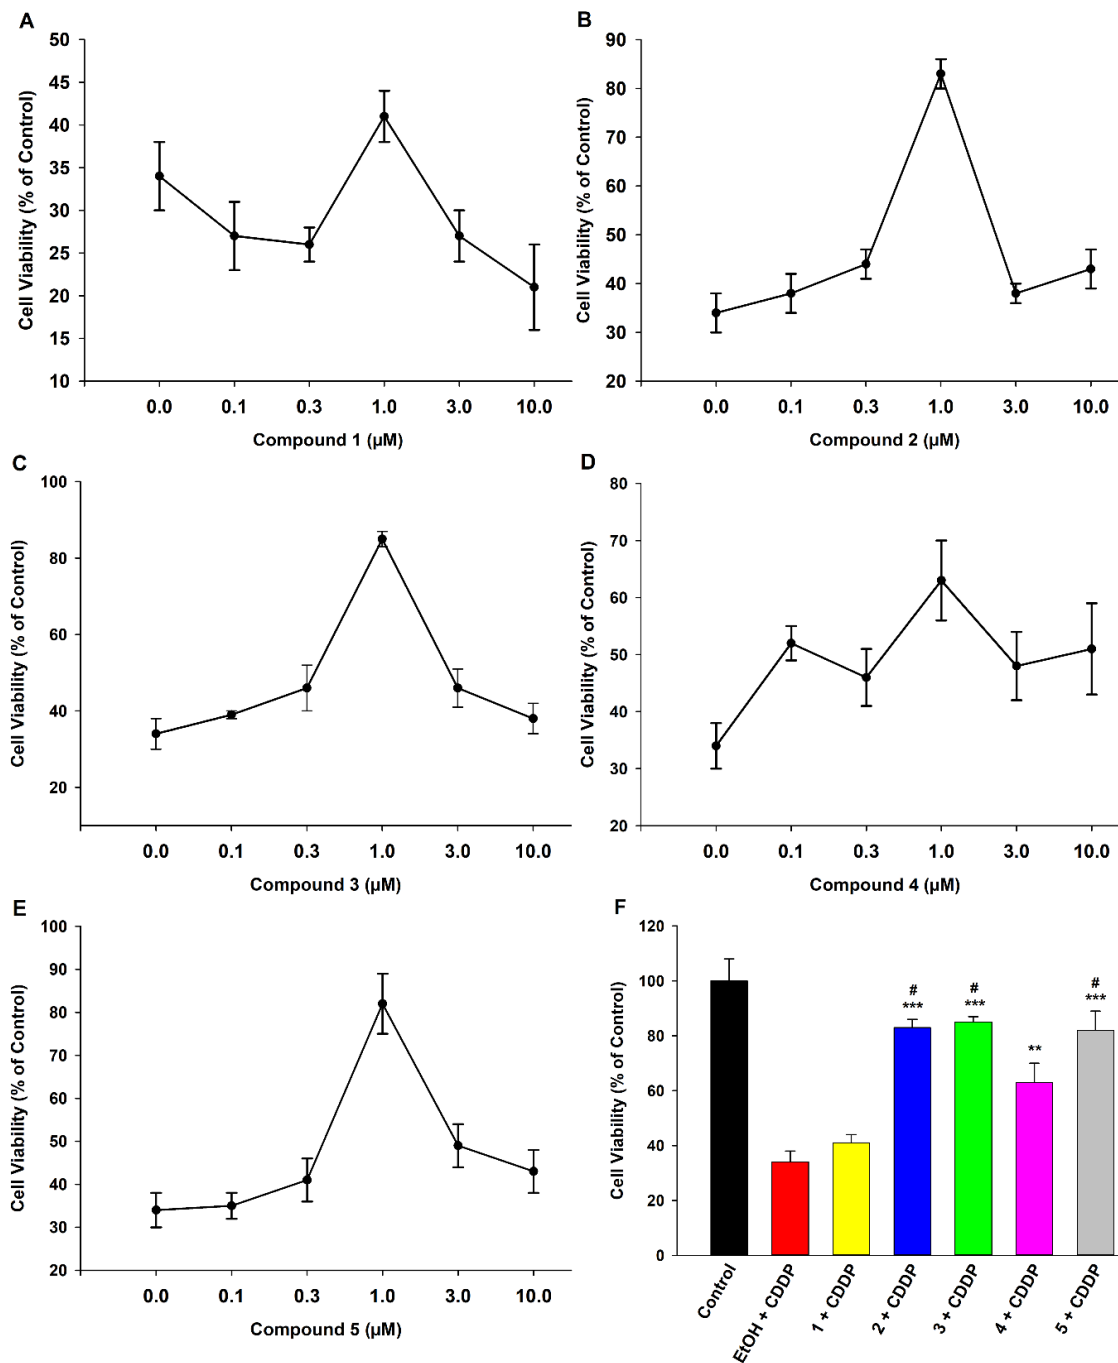 A
Cell Viability (% of Control)
50
45
40
35
30
25
20
15
10
0.0 0.1 0.3 1.0 3.0 10.0
Compound 1 (µM)
B
Cell Viability (% of Control)
90
80
70
60
50
40
30
20
0.0 0.1 0.3 1.0 3.0 10.0
Compound 2 (µM)
C
Cell Viability (% of Control)
100
80
60
40
20
0.0 0.1 0.3 1.0 3.0 10.0
Compound 3 (µM)
D
Cell Viability (% of Control)
80
70
60
50
40
30
20
0.0 0.1 0.3 1.0 3.0 10.0
Compound 4 (µM)
E
Cell Viability (% of Control)
100
90
80
70
60
50
40
30
20
0.0 0.1 0.3 1.0 3.0 10.0
Compound 5 (µM)
F
Cell Viability (% of Control)
120
100
80
60
40
20
0
# # #
*** *** ** ***
Control
EtOH + CDDP
1 + CDDP
2 + CDDP
3 + CDDP
4 + CDDP
5 + CDDP